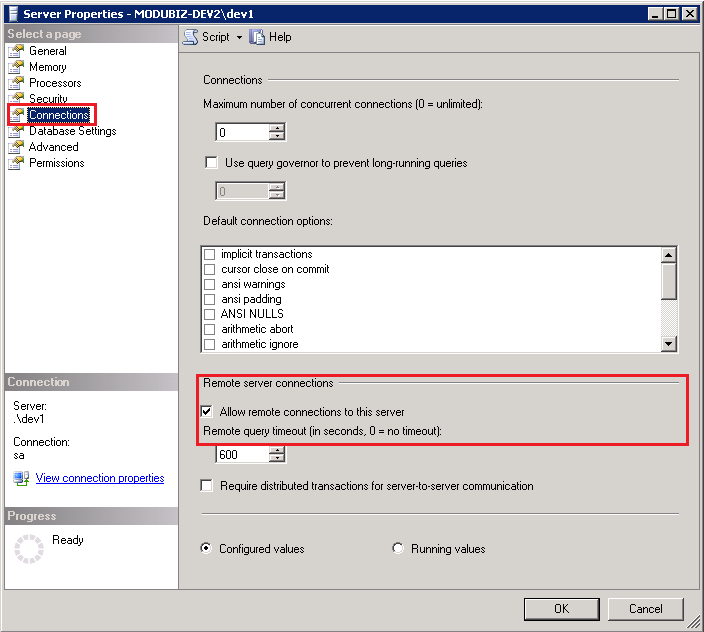 Server Properties - MODUBIZ-DEV2\dev1
Select a page
General
Memory
Processors
Security
Connections
Database Settings
Advanced
Permissions
Script
Help
Connections
Maximum number of concurrent connections (0 = unlimited):
0
Use query governor to prevent long-running queries
0
Default connection options:
implicit transactions
cursor close on commit
ansi warnings
ansi padding
ANSI NULLS
arithmetic abort
arithmetic ignore
Remote server connections
Allow remote connections to this server
Remote query timeout (in seconds, 0 = no timeout):
600
Require distributed transactions for server-to-server communication
Configured values
Running values
Connection
Server:
.\dev1
Connection:
sa
View connection properties
Progress
Ready
OK
Cancel